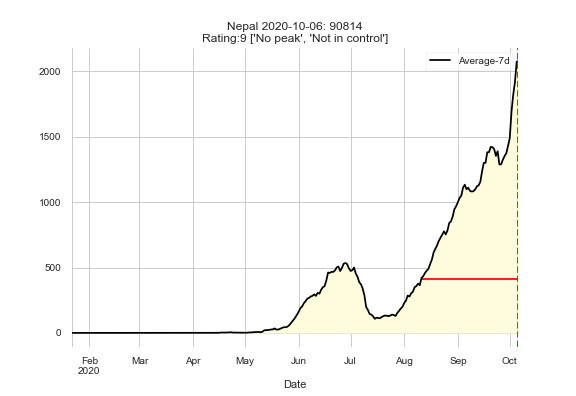 Nepal 2020-10-06: 90814
Rating:9 ['No peak', 'Not in control']
Average-7d
2000
1500
1000
500
0
Feb Mar Apr May Jun Jul Aug Sep Oct
2020
Date